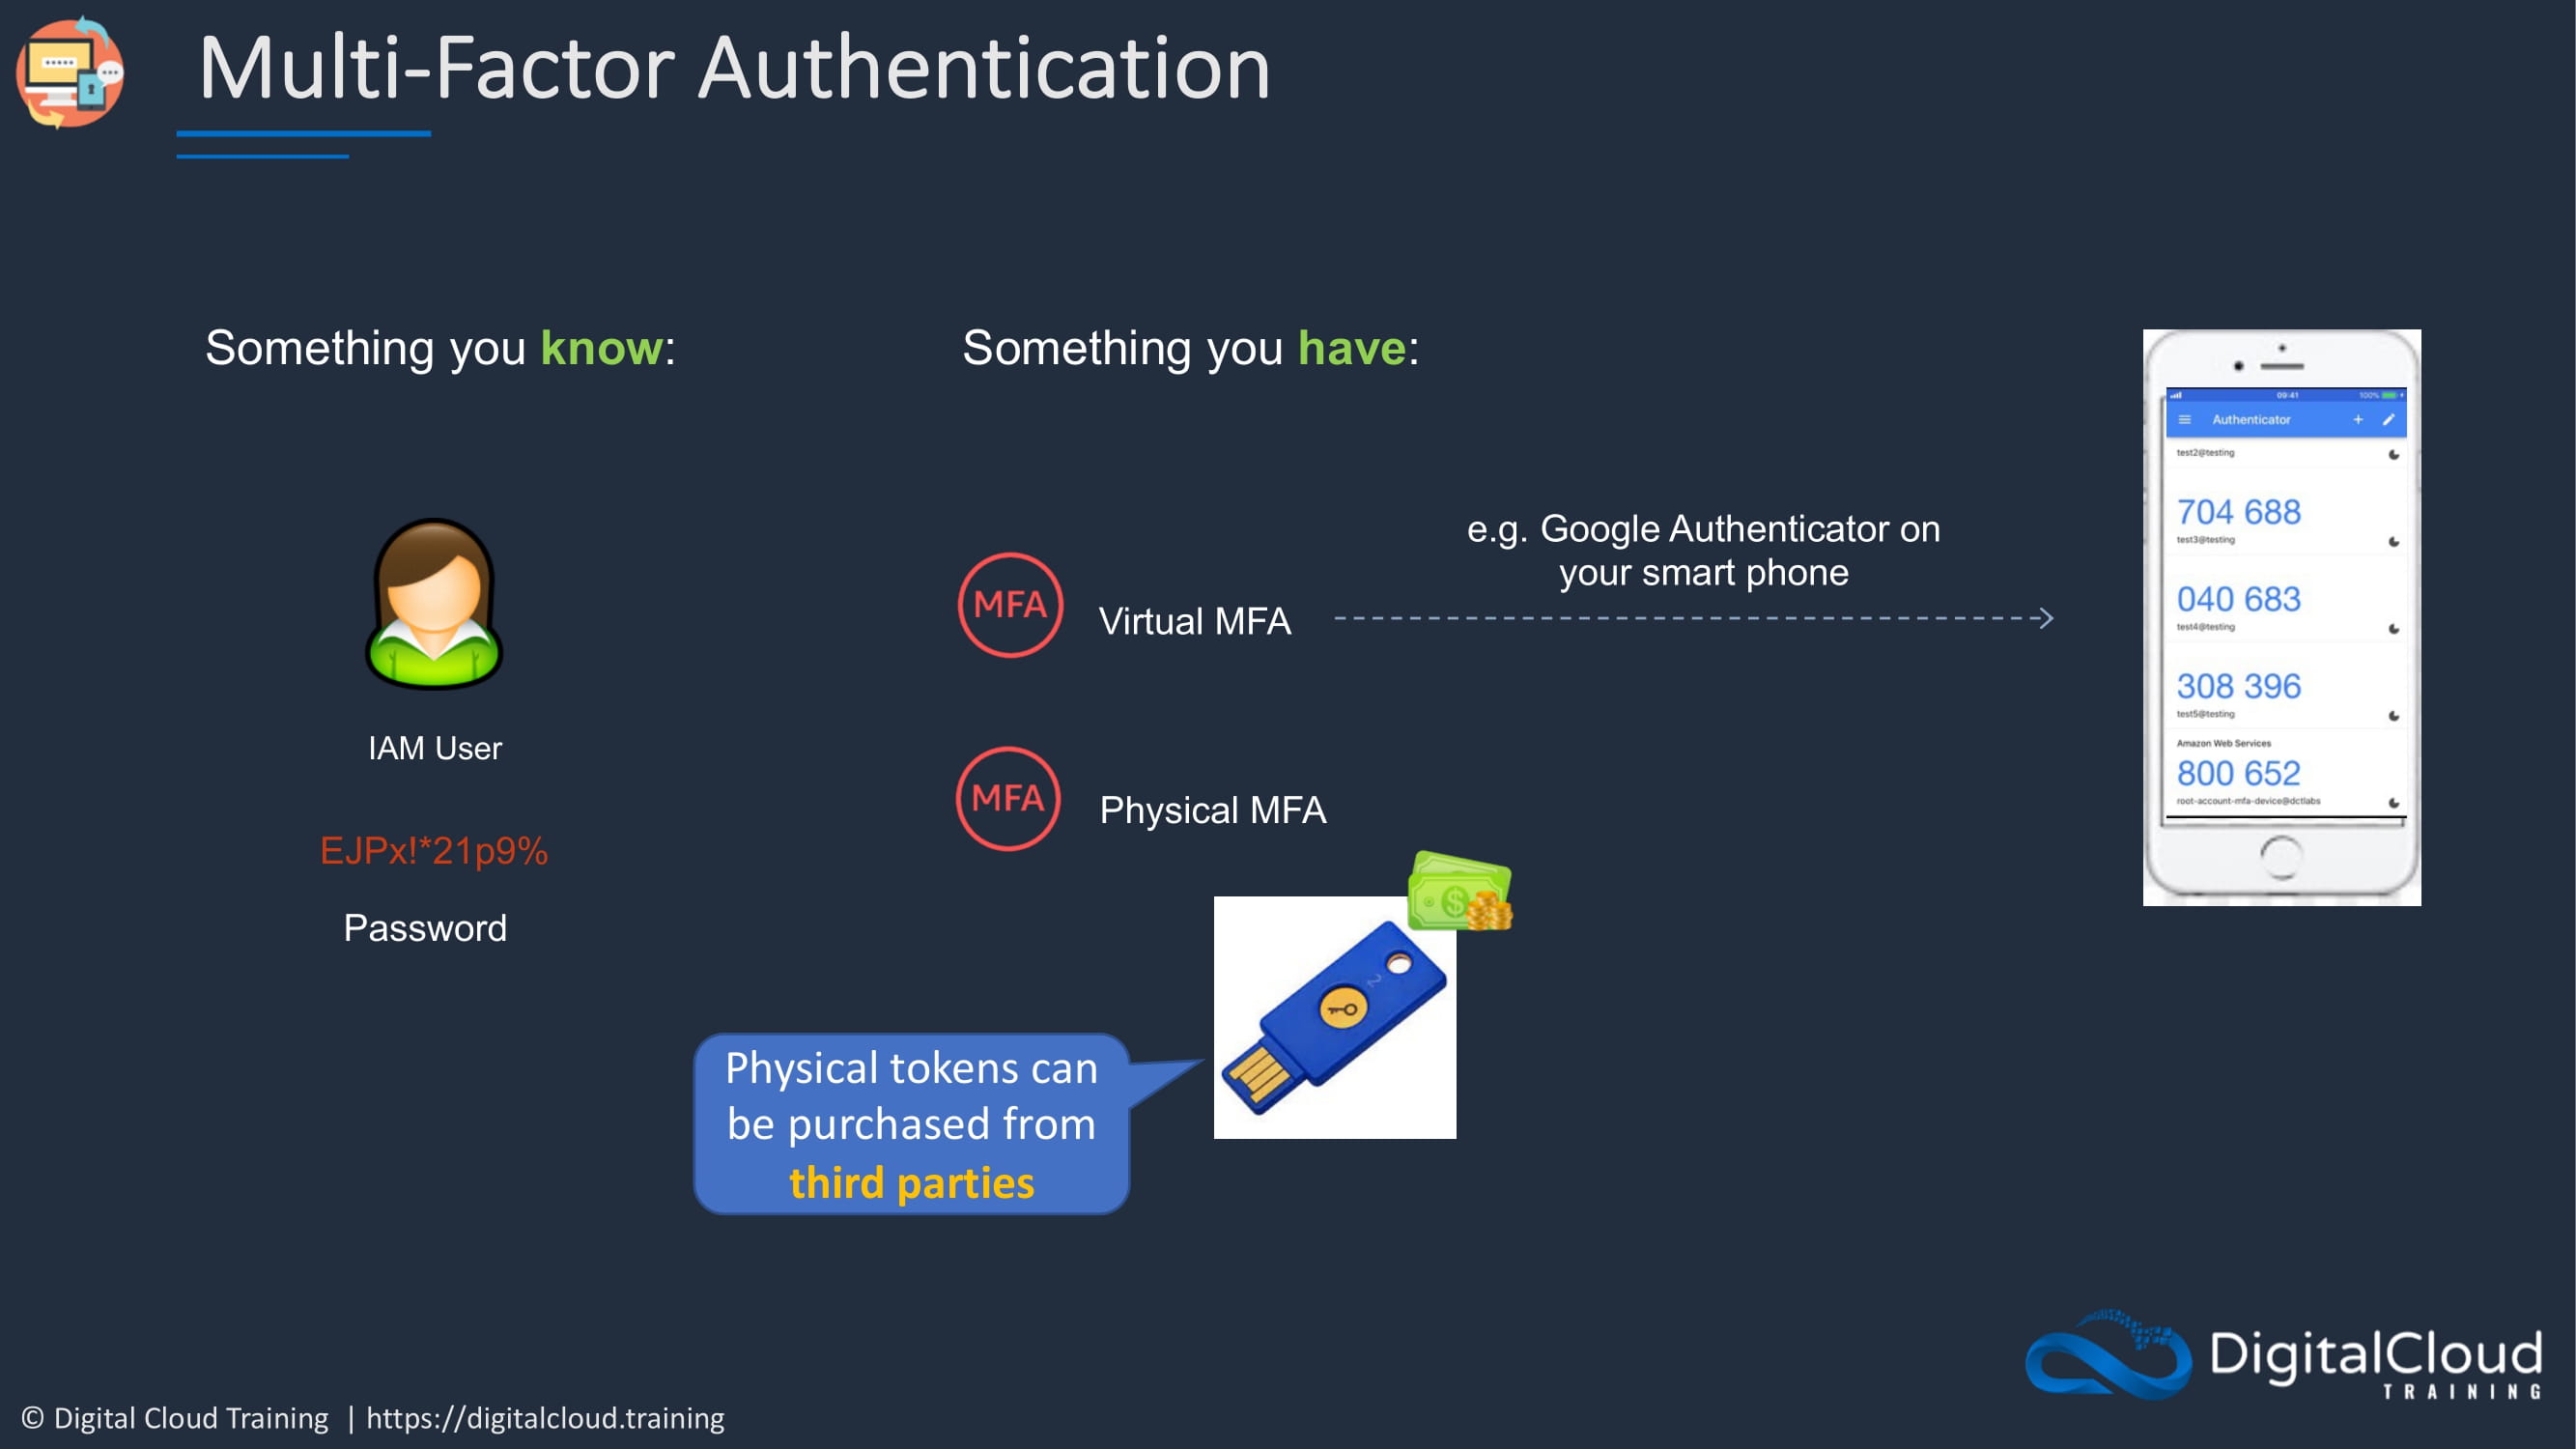 Multi-Factor Authentication
Something you know:
Something you have:
IAM User
EJPx!*21p9%
Password
MFA
Virtual MFA
e.g. Google Authenticator on
your smart phone
MFA
Physical MFA
Physical tokens can
be purchased from
third parties
09:41
100%
Authenticator
test2@testing
704 688
test3@testing
040 683
test4@testing
308 396
test5@testing
Amazon Web Services
800 652
root-account-mfa-device@dctlabs
DigitalCloud
TRAINING
© Digital Cloud Training | https://digitalcloud.training